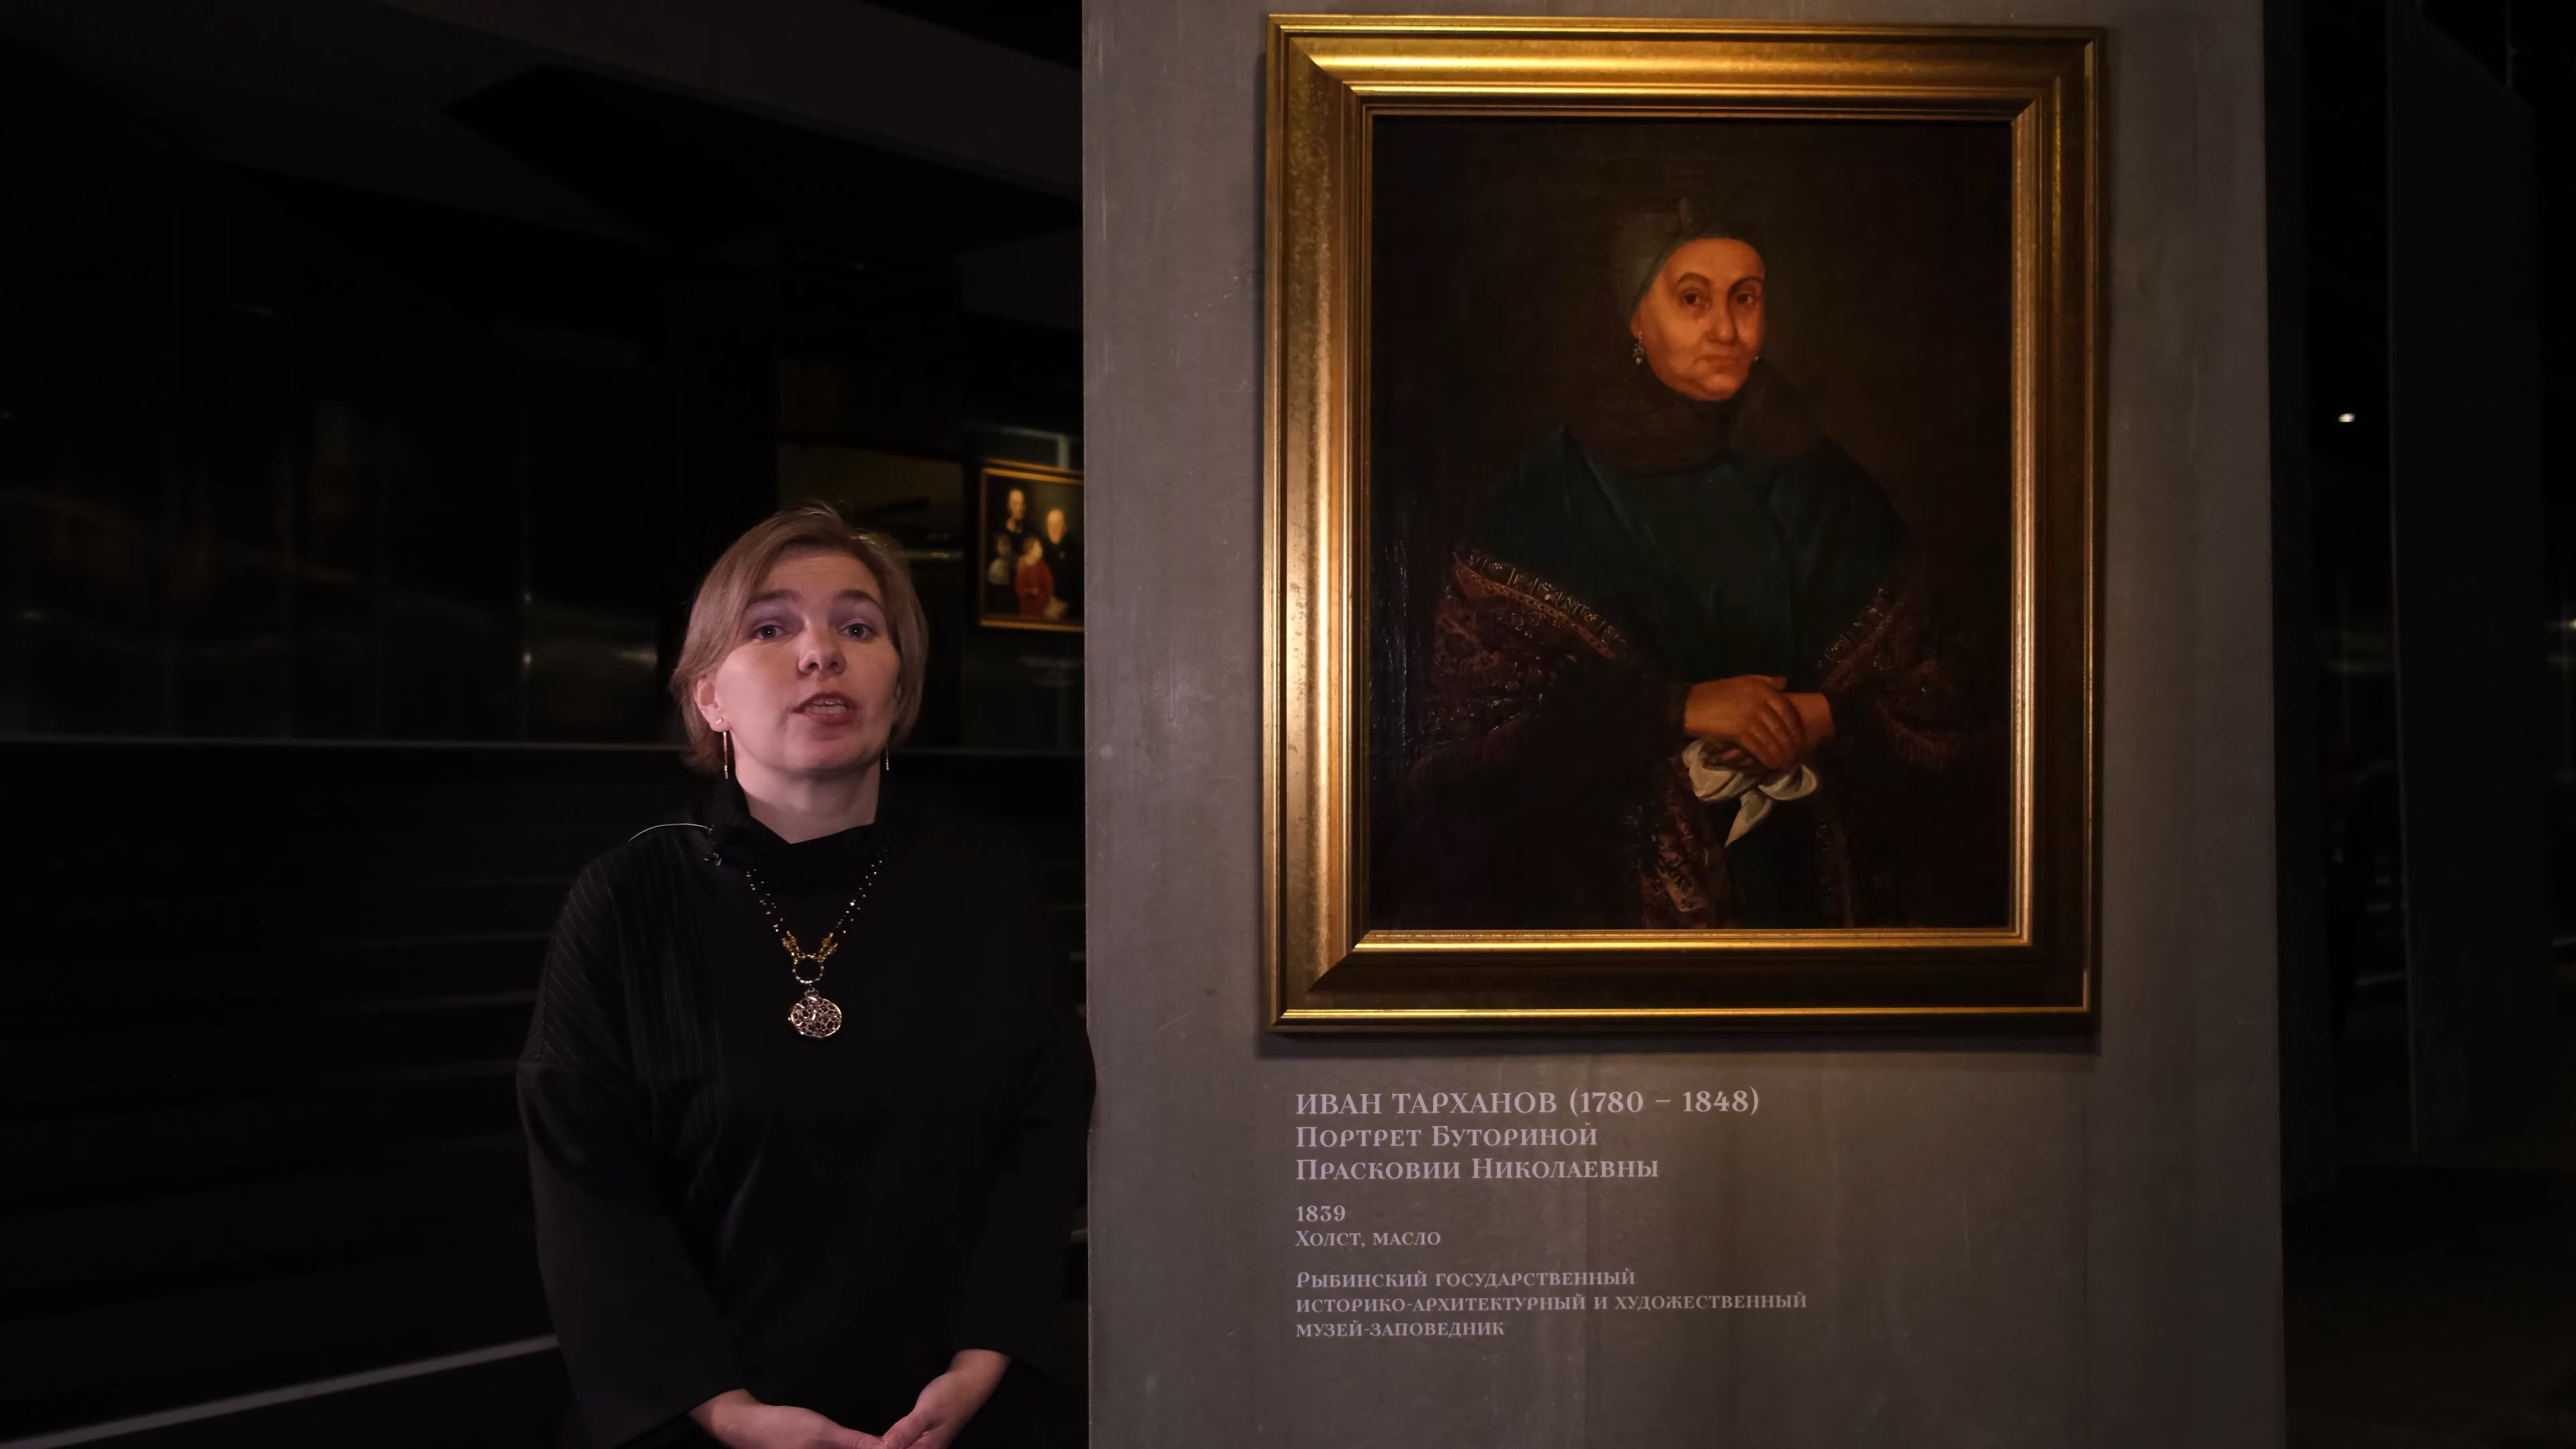 ИВАН ТАРХАНОВ (1780 – 1848)
Портрет Буториной
Прасковии Николаевны
1839
Холст, масло
Рыбинский государственный
историко-архитектурный и художественный
музей-заповедник